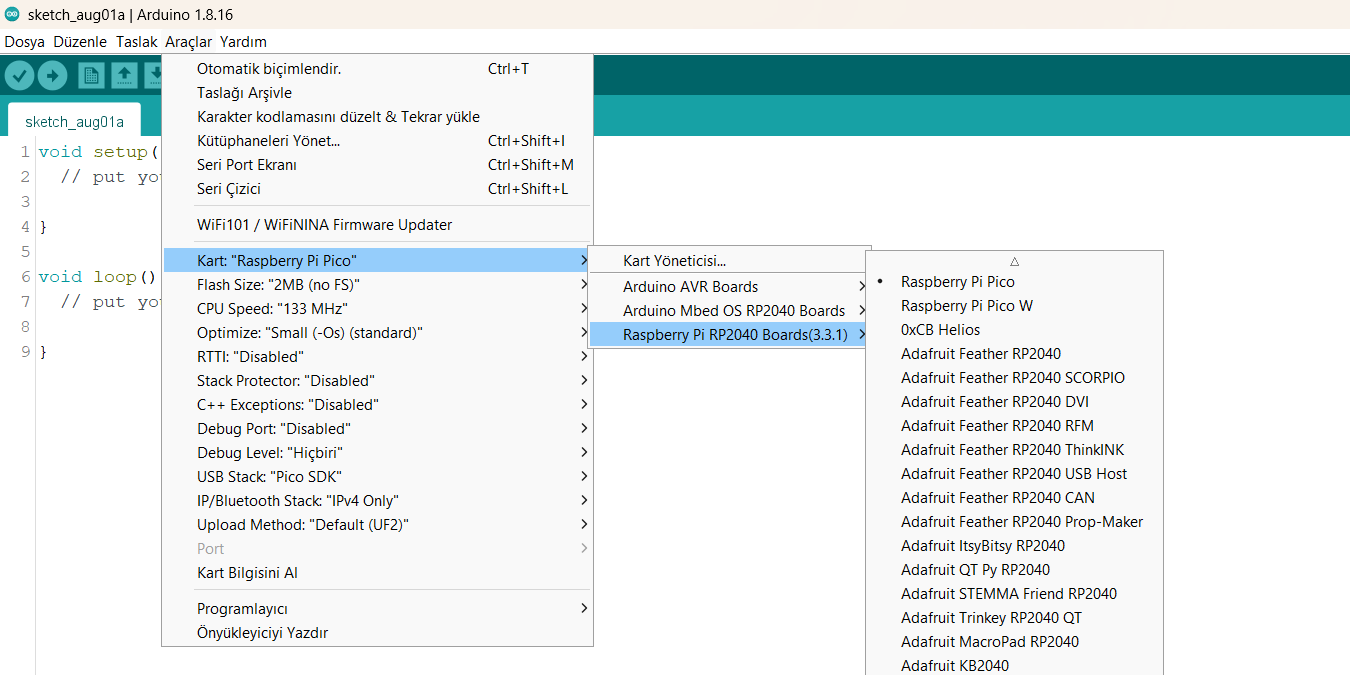 sketch_aug01a | Arduino 1.8.16
Dosya Düzenle Taslak Araçlar Yardım
sketch_aug01a
1 void setup(
2 // put you
3
4 }
5
6 void loop()
7 // put you
8
9 }
Otomatik biçimlendir. Ctrl+T
Taslağı Arşivle
Karakter kodlamasını düzelt & Tekrar yükle
Kütüphaneleri Yönet... Ctrl+Shift+I
Seri Port Ekranı Ctrl+Shift+M
Seri Çizici Ctrl+Shift+L
WiFi101 / WiFiNINA Firmware Updater
Kart: "Raspberry Pi Pico"
Flash Size: "2MB (no FS)"
CPU Speed: "133 MHz"
Optimize: "Small (-Os) (standard)"
RTTI: "Disabled"
Stack Protector: "Disabled"
C++ Exceptions: "Disabled"
Debug Port: "Disabled"
Debug Level: "Hiçbiri"
USB Stack: "Pico SDK"
IP/Bluetooth Stack: "IPv4 Only"
Upload Method: "Default (UF2)"
Port
Kart Bilgisini Al
Programlayıcı
Önyükleyiciyi Yazdır
Kart Yöneticisi...
Arduino AVR Boards
Arduino Mbed OS RP2040 Boards
Raspberry Pi RP2040 Boards(3.3.1)
Raspberry Pi Pico
Raspberry Pi Pico W
0xCB Helios
Adafruit Feather RP2040
Adafruit Feather RP2040 SCORPIO
Adafruit Feather RP2040 DVI
Adafruit Feather RP2040 RFM
Adafruit Feather RP2040 ThinkINK
Adafruit Feather RP2040 USB Host
Adafruit Feather RP2040 CAN
Adafruit Feather RP2040 Prop-Maker
Adafruit ItsyBitsy RP2040
Adafruit QT Py RP2040
Adafruit STEMMA Friend RP2040
Adafruit Trinkey RP2040 QT
Adafruit MacroPad RP2040
Adafruit KB2040